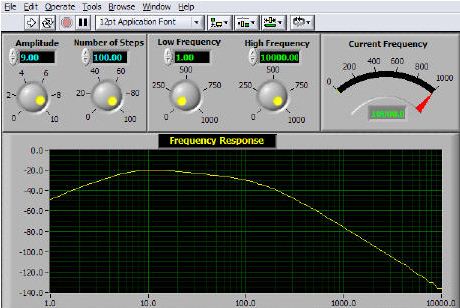 File Edit Operate Tools Browse Window Help
12pt Application Font
Amplitude Number of Steps Low Frequency High Frequency Current Frequency
9.00 100.00 1.00 10000.00
4 6 40 60 500 500
2 8 20 80 250 750 250 750
0 10 0 100 0 1000 0 1000
0 200 400 600 800 1000
10000.0
Frequency Response
0.0
-20.0
-40.0
-60.0
-80.0
-100.0
-120.0
-140.0
1.0 10.0 100.0 1000.0 10000.0